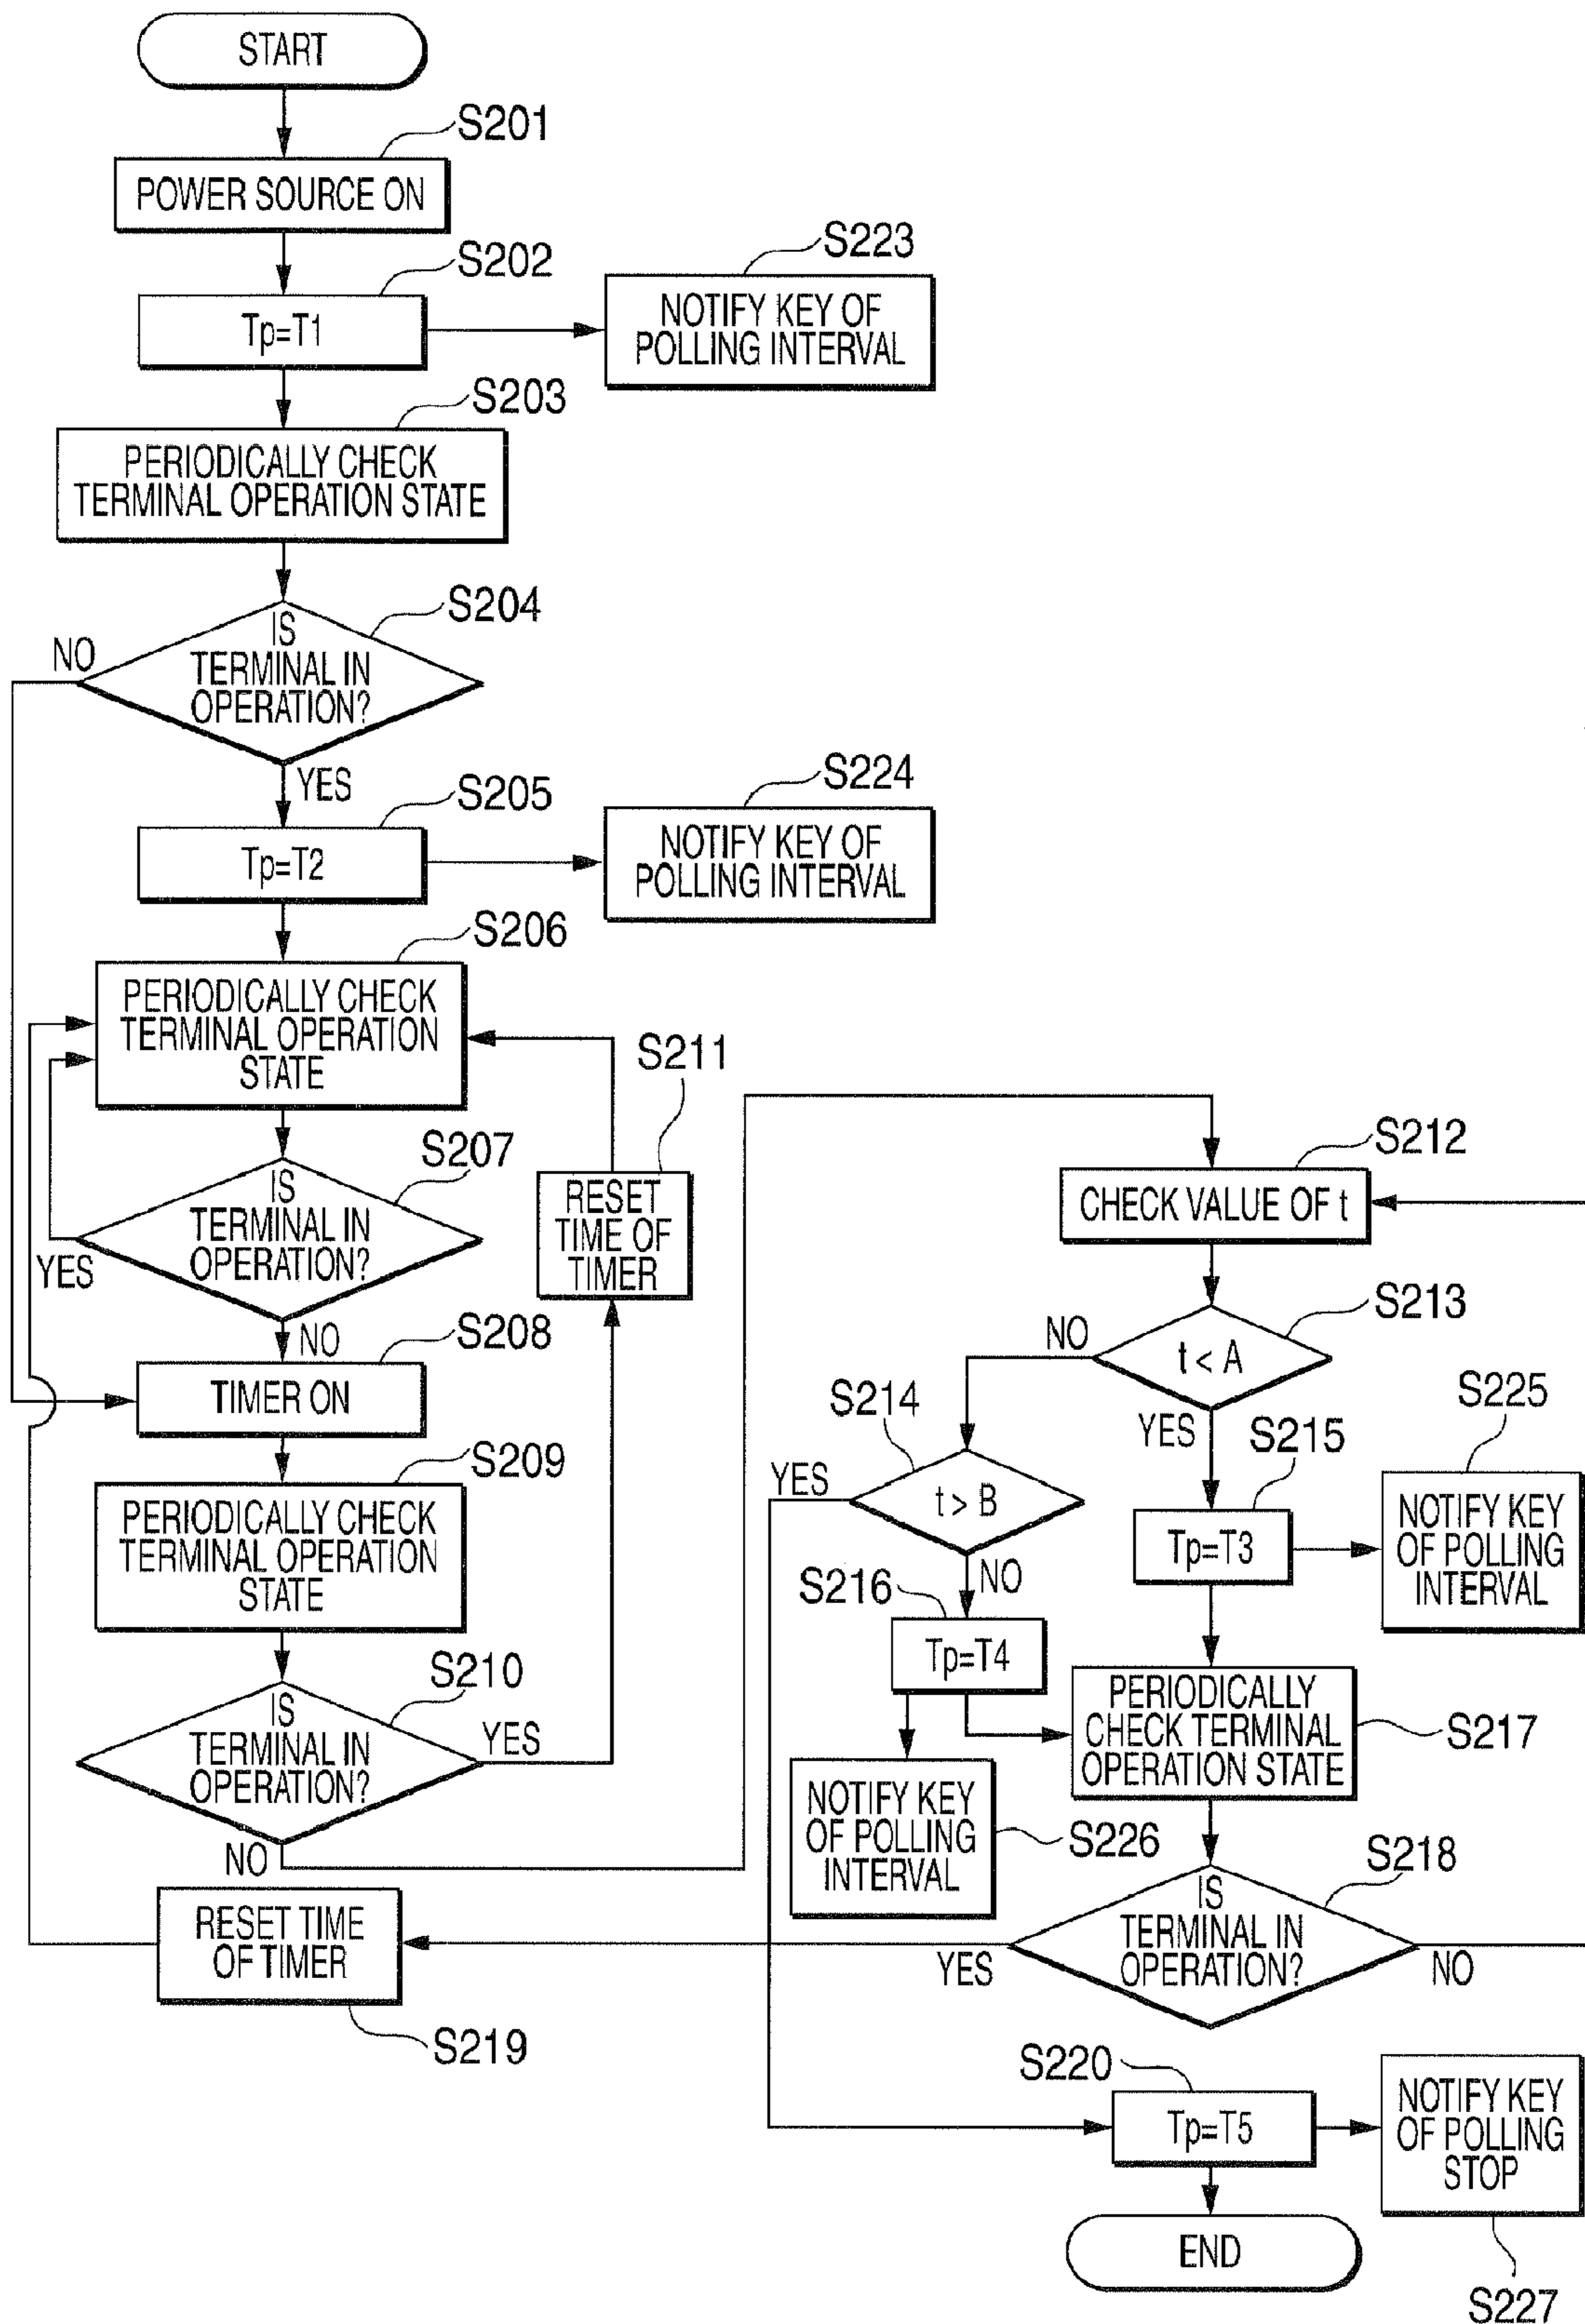 START
S201
POWER SOURCE ON
S202
Tp=T1
S223
NOTIFY KEY OF
POLLING INTERVAL
S203
PERIODICALLY CHECK
TERMINAL OPERATION STATE
S204
IS
TERMINAL IN
OPERATION?
NO
YES
S205
Tp=T2
S224
NOTIFY KEY OF
POLLING INTERVAL
S206
PERIODICALLY CHECK
TERMINAL OPERATION
STATE
S207
IS
TERMINAL IN
OPERATION?
YES
NO
S211
RESET
TIME OF
TIMER
S208
TIMER ON
S209
PERIODICALLY CHECK
TERMINAL OPERATION
STATE
S210
IS
TERMINAL IN
OPERATION?
YES
NO
S212
CHECK VALUE OF t
S213
t < A
NO
YES
S214
t > B
YES
NO
S215
Tp=T3
S225
NOTIFY KEY
OF POLLING
INTERVAL
S216
Tp=T4
S217
PERIODICALLY
CHECK TERMINAL
OPERATION STATE
NOTIFY KEY
OF POLLING
INTERVAL
S226
S218
IS
TERMINAL IN
OPERATION?
YES
NO
RESET TIME
OF TIMER
S219
S220
Tp=T5
NOTIFY KEY
OF POLLING
STOP
S227
END